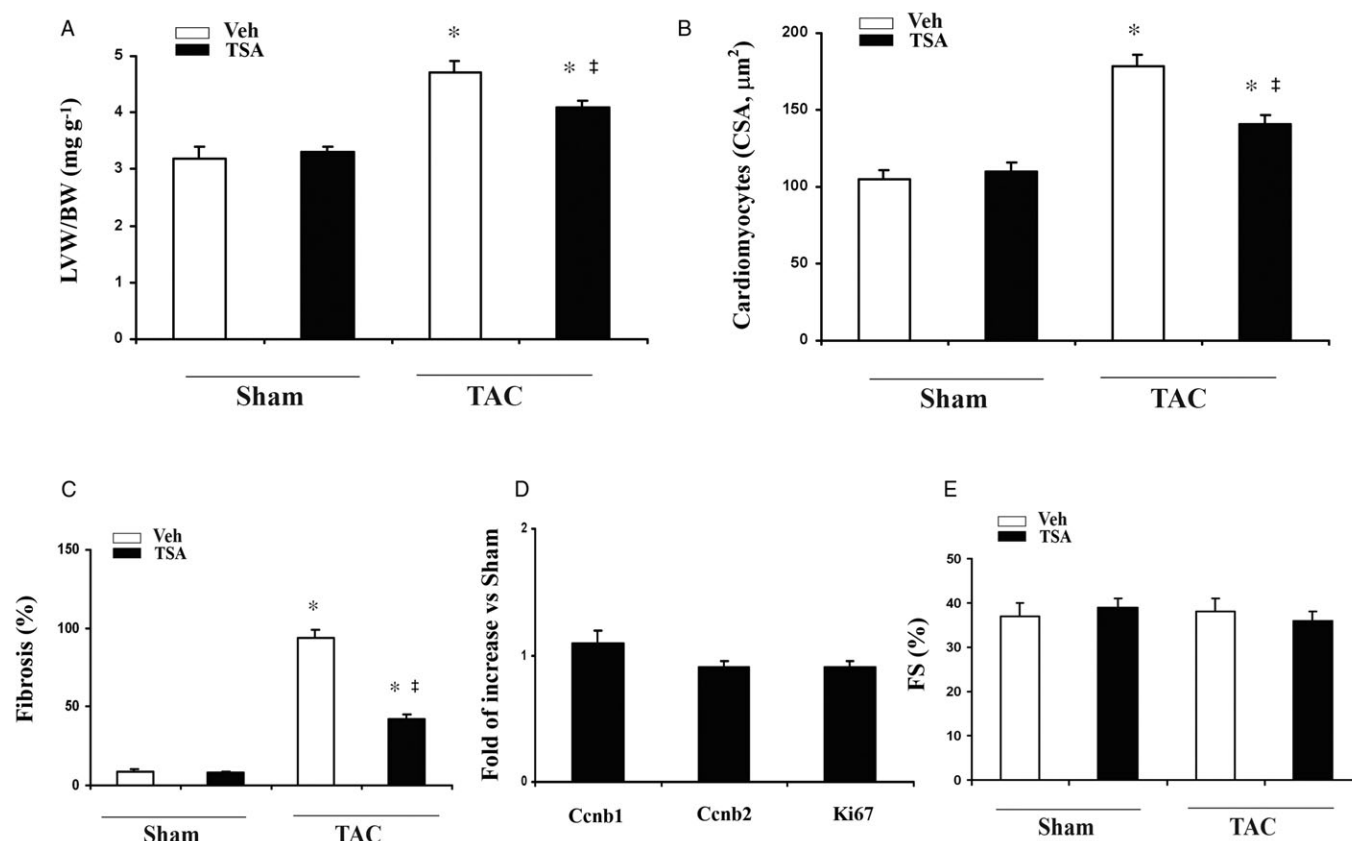 A
Veh
TSA
*
* ‡
LVW/BW (mg g-1)
5
4
3
2
1
0
Sham
TAC
B
Veh
TSA
*
* ‡
Cardiomyocytes (CSA, μm2)
200
150
100
50
0
Sham
TAC
C
Veh
TSA
*
* ‡
Fibrosis (%)
150
100
50
0
Sham
TAC
D
Fold of increase vs Sham
2
1
0
Ccnb1
Ccnb2
Ki67
E
Veh
TSA
FS (%)
50
40
30
20
10
0
Sham
TAC